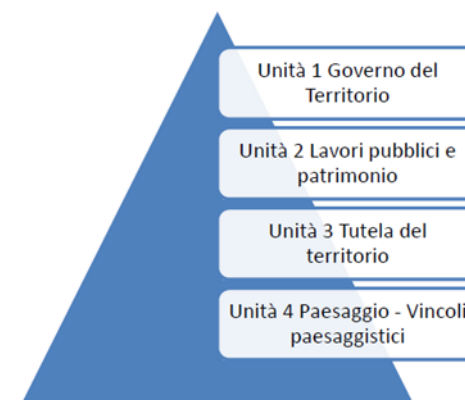 Unità 1 Governo del
Territorio
Unità 2 Lavori pubblici e
patrimonio
Unità 3 Tutela del
territorio
Unità 4 Paesaggio - Vincoli
paesaggistici